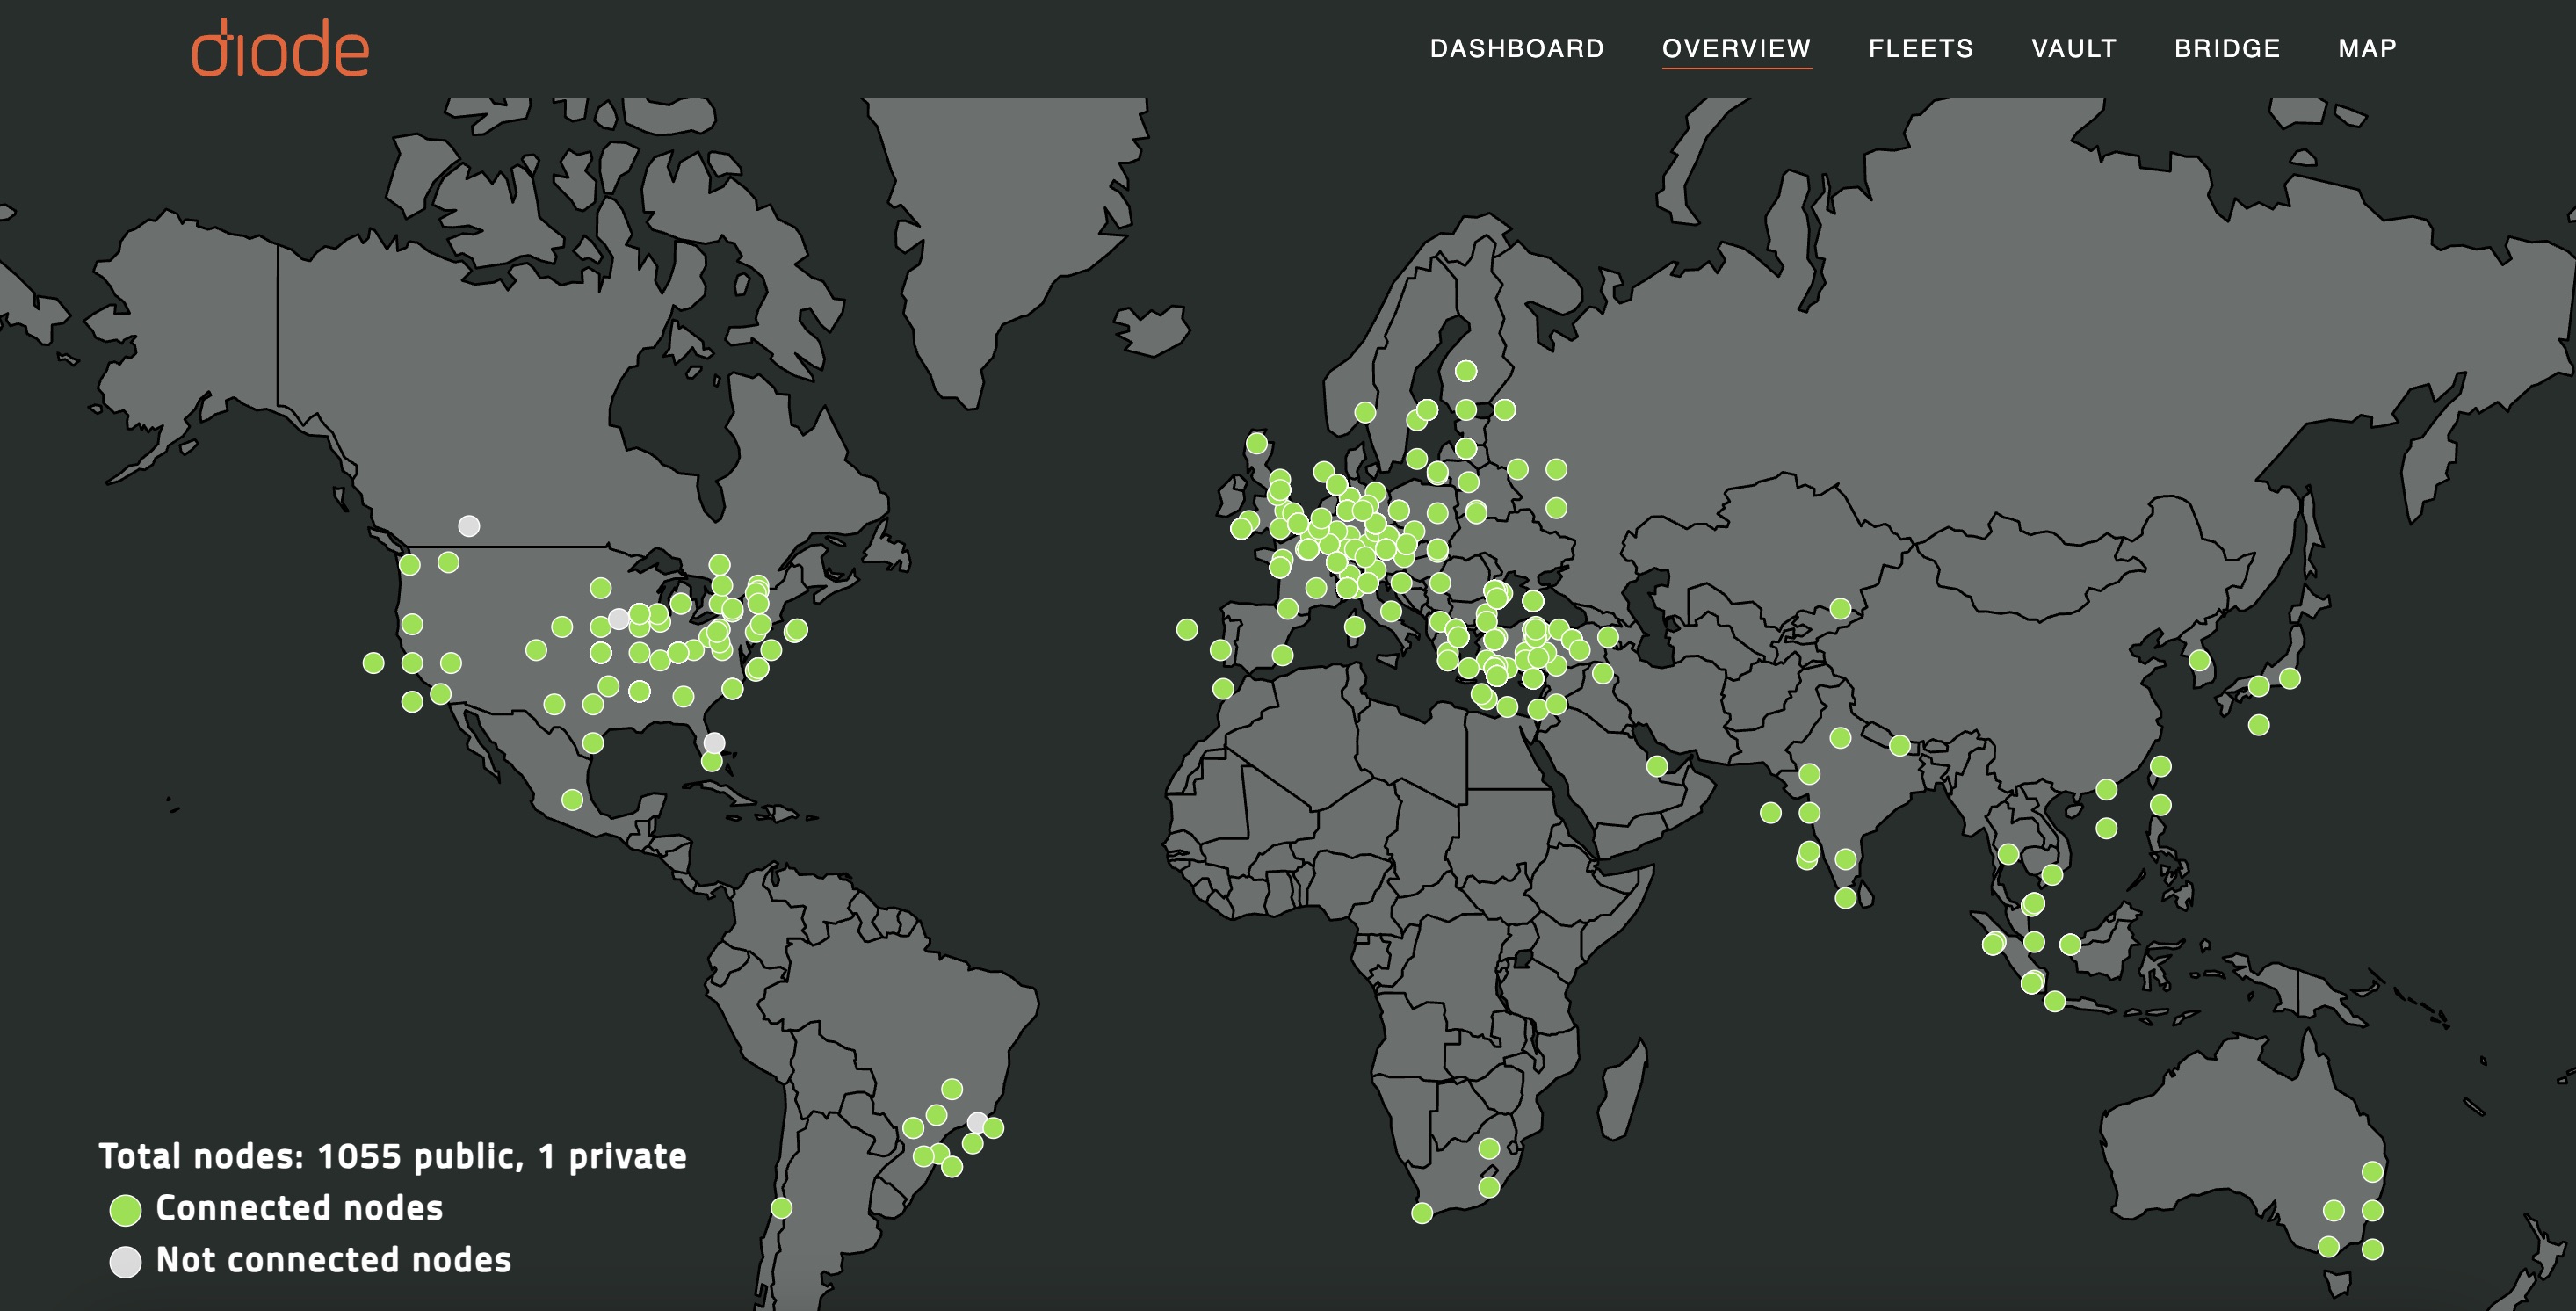 diode
DASHBOARD OVERVIEW FLEETS VAULT BRIDGE MAP
Total nodes: 1055 public, 1 private
Connected nodes
Not connected nodes